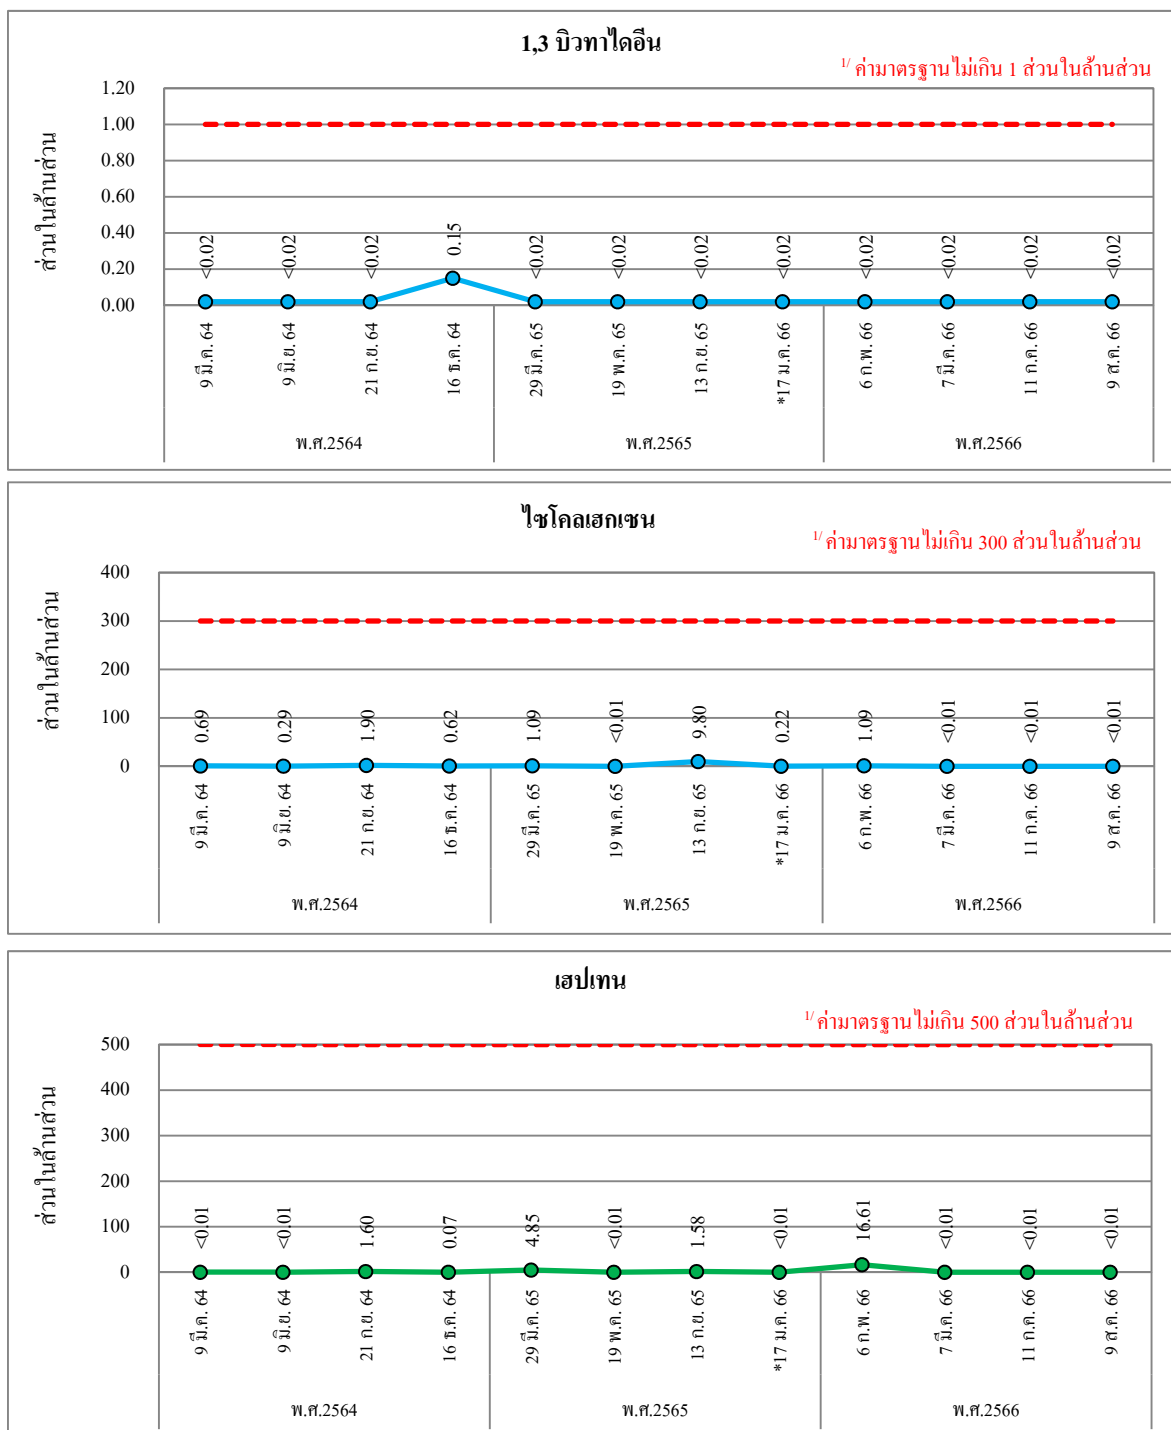 1,3 บิวทาไดอีน
1/ ค่ามาตรฐานไม่เกิน 1 ส่วนในล้านส่วน
ส่วนในล้านส่วน
1.20
1.00
0.80
0.60
0.40
0.20
0.00
<0.02 <0.02 <0.02 0.15 <0.02 <0.02 <0.02 <0.02 <0.02 <0.02 <0.02 <0.02
9 มี.ค. 64 9 มิ.ย. 64 21 ก.ย. 64 16 ธ.ค. 64 29 มี.ค. 65 19 พ.ค. 65 13 ก.ย. 65 *17 ม.ค. 66 6 ก.พ. 66 7 มี.ค. 66 11 ก.ค. 66 9 ส.ค. 66
พ.ศ.2564 พ.ศ.2565 พ.ศ.2566
ไซโคลเฮกเซน
1/ ค่ามาตรฐานไม่เกิน 300 ส่วนในล้านส่วน
ส่วนในล้านส่วน
400
300
200
100
0
0.69 0.29 1.90 0.62 1.09 <0.01 9.80 0.22 1.09 <0.01 <0.01 <0.01
9 มี.ค. 64 9 มิ.ย. 64 21 ก.ย. 64 16 ธ.ค. 64 29 มี.ค. 65 19 พ.ค. 65 13 ก.ย. 65 *17 ม.ค. 66 6 ก.พ. 66 7 มี.ค. 66 11 ก.ค. 66 9 ส.ค. 66
พ.ศ.2564 พ.ศ.2565 พ.ศ.2566
เฮปเทน
1/ ค่ามาตรฐานไม่เกิน 500 ส่วนในล้านส่วน
ส่วนในล้านส่วน
500
400
300
200
100
0
<0.01 <0.01 1.60 0.07 4.85 <0.01 1.58 <0.01 16.61 <0.01 <0.01 <0.01
9 มี.ค. 64 9 มิ.ย. 64 21 ก.ย. 64 16 ธ.ค. 64 29 มี.ค. 65 19 พ.ค. 65 13 ก.ย. 65 *17 ม.ค. 66 6 ก.พ. 66 7 มี.ค. 66 11 ก.ค. 66 9 ส.ค. 66
พ.ศ.2564 พ.ศ.2565 พ.ศ.2566